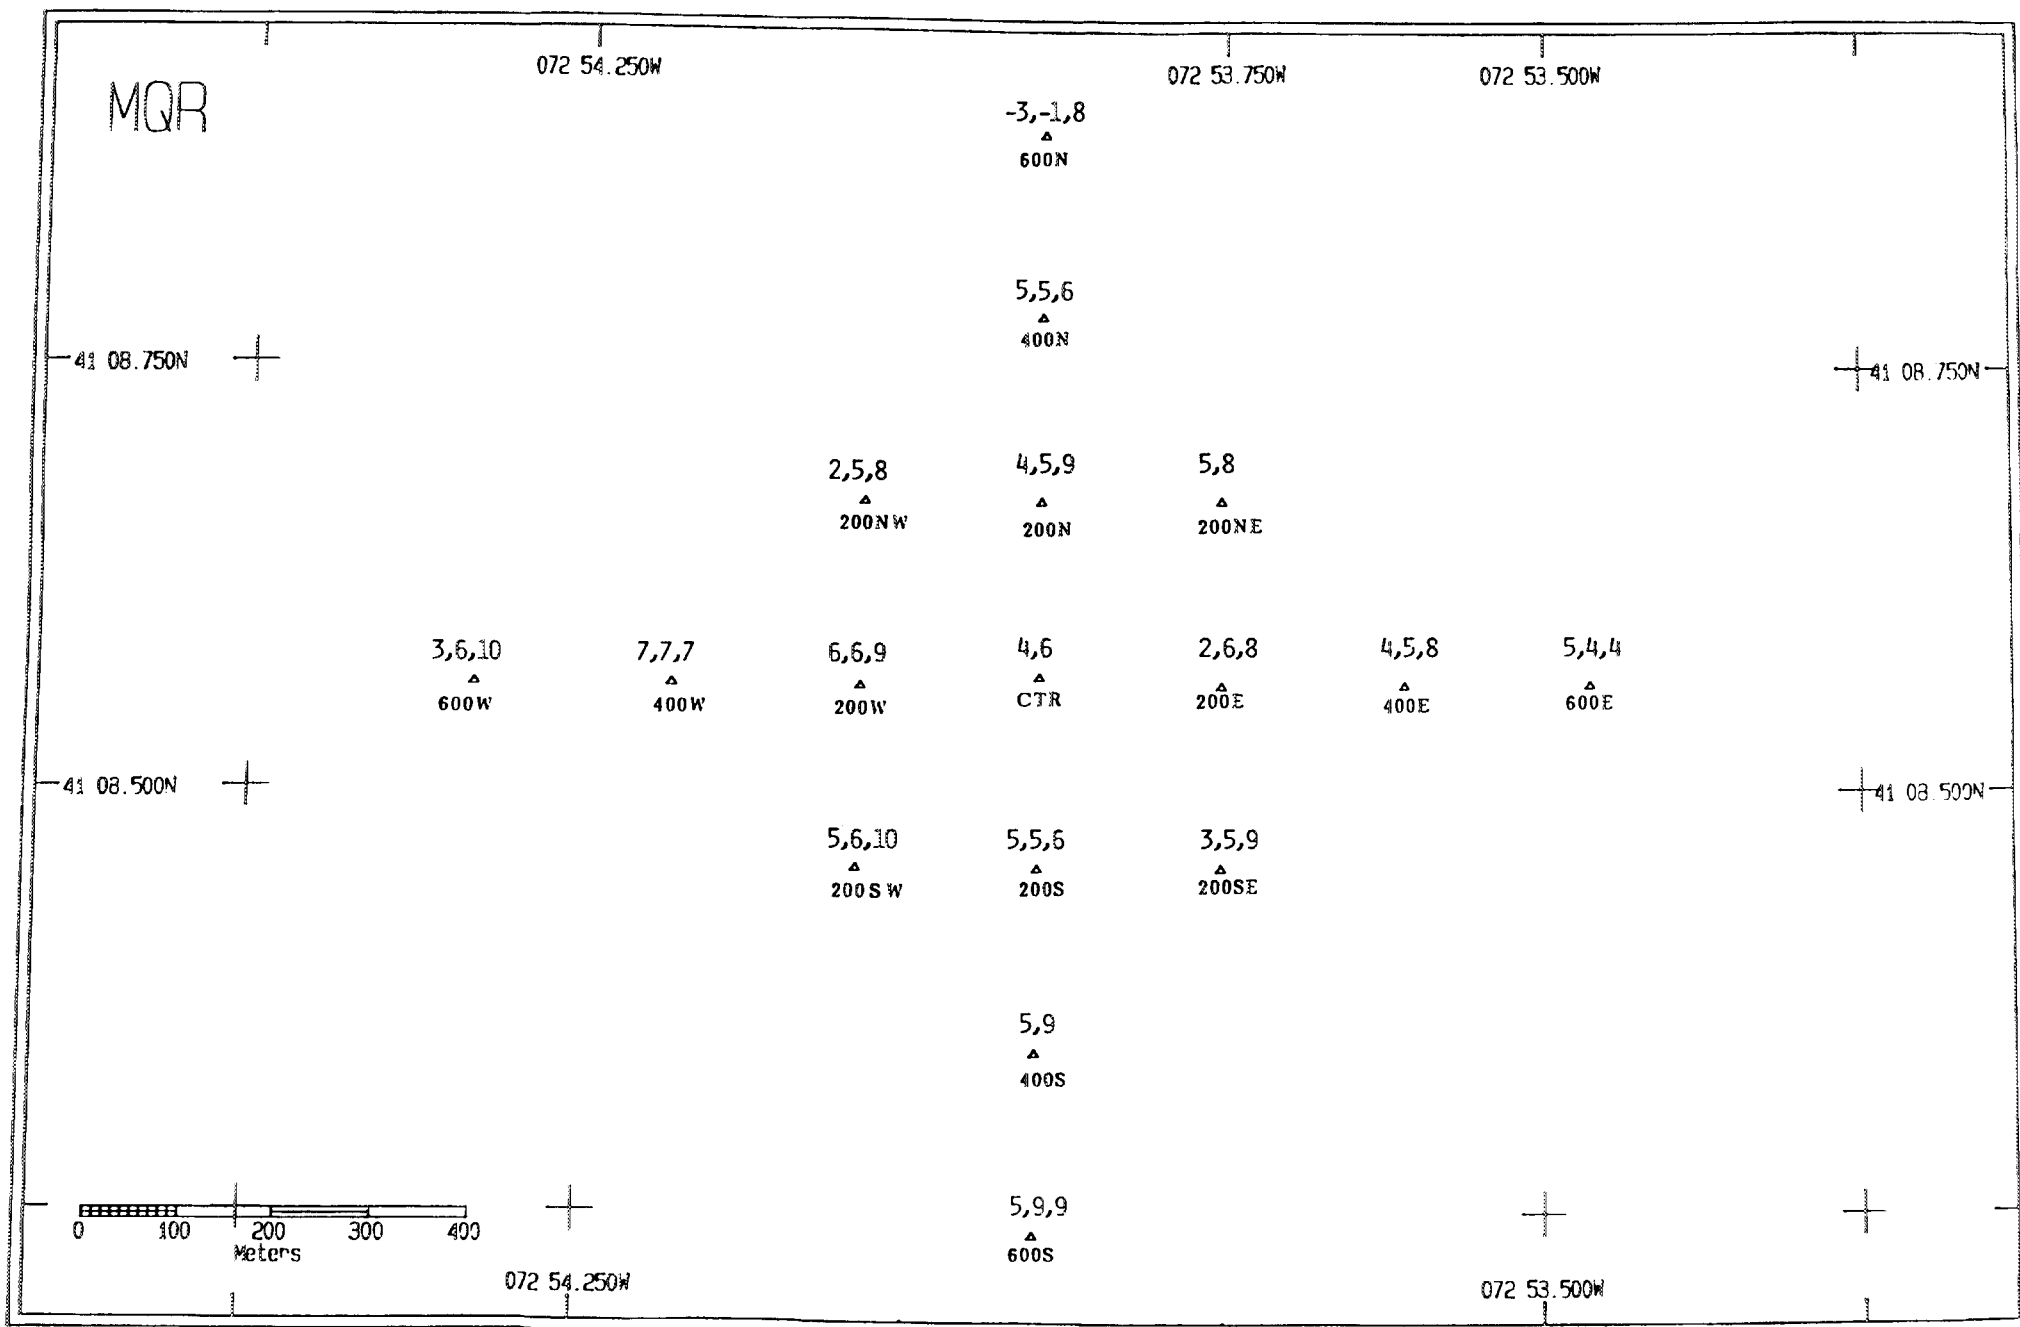 072 54.250W 072 53.750W 072 53.500W
MQR
-3,-1,8
600N
5,5,6
400N
41 08.750N 41 08.750N
2,5,8 4,5,9 5,8
200NW 200N 200NE
3,6,10 7,7,7 6,6,9 4,6 2,6,8 4,5,8 5,4,4
600W 400W 200W CTR 200E 400E 600E
41 08.500N 41 08.500N
5,6,10 5,5,6 3,5,9
200SW 200S 200SE
5,9
400S
5,9,9
600S
0 100 200 300 400
Meters
072 54.250W 072 53.500W